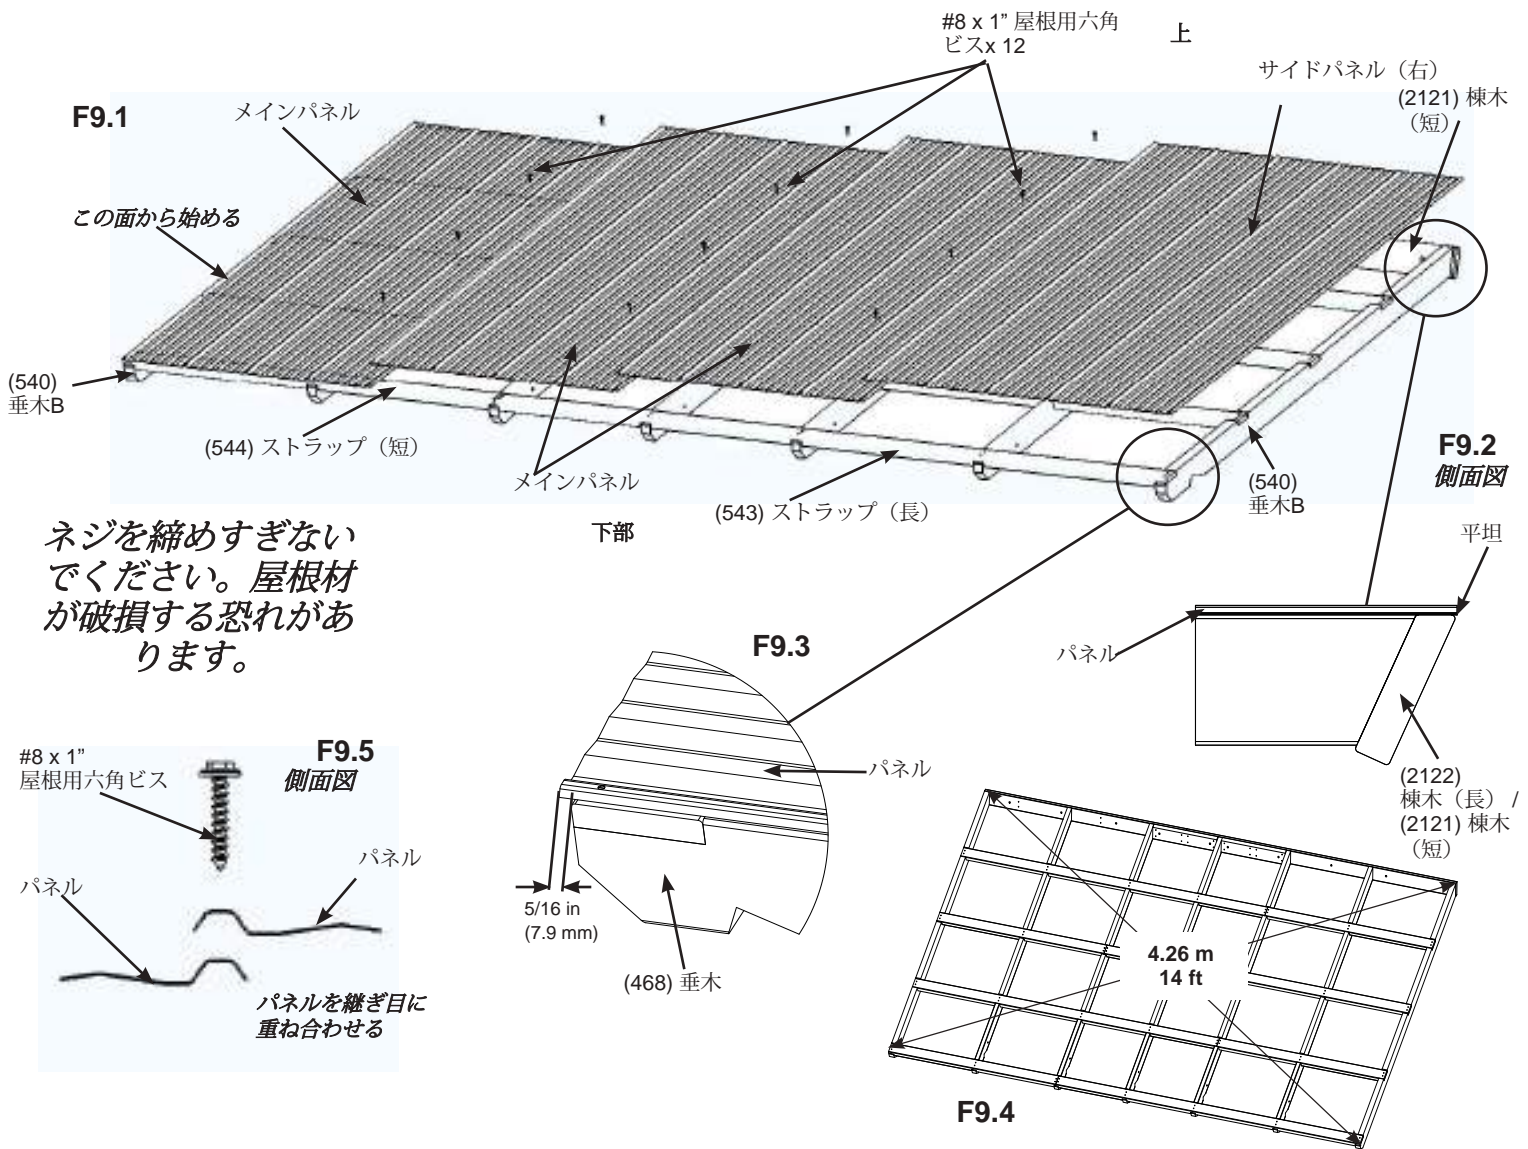 #8 x 1” 屋根用六角
ビスx 12
上
サイドパネル（右）
(2121) 棟木
（短）
F9.1
メインパネル
この面から始める
(540)
垂木B
(544) ストラップ（短）
メインパネル
(543) ストラップ（長）
(540)
垂木B
下部
F9.2
側面図
平坦
パネル
(2122)
棟木（長） /
(2121) 棟木
（短）
ネジを締めすぎない
でください。屋根材
が破損する恐れがあ
ります。
F9.3
パネル
5/16 in
(7.9 mm)
(468) 垂木
F9.5
側面図
#8 x 1”
屋根用六角ビス
パネル
パネル
パネルを継ぎ目に
重ね合わせる
4.26 m
14 ft
F9.4